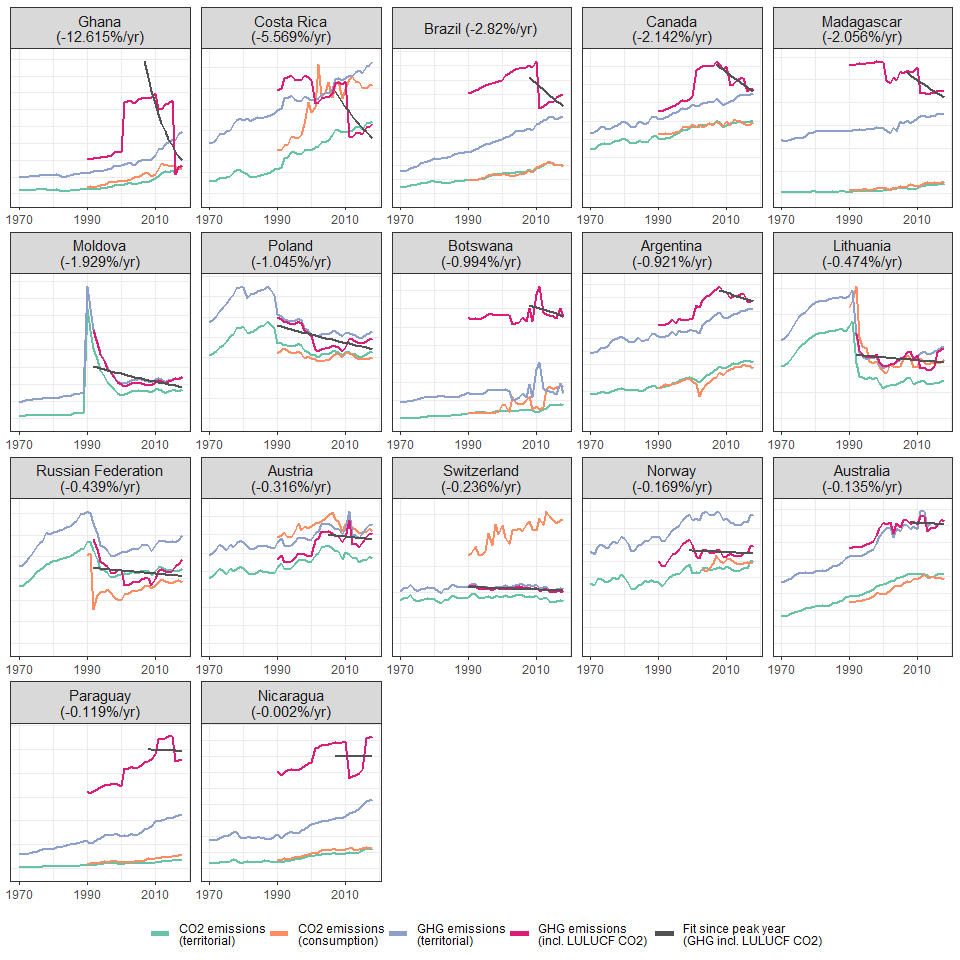 Ghana
(-12.615%/yr)
Costa Rica
(-5.569%/yr)
Brazil (-2.82%/yr)
Canada
(-2.142%/yr)
Madagascar
(-2.056%/yr)
1970 1990 2010
1970 1990 2010
1970 1990 2010
1970 1990 2010
1970 1990 2010
Moldova
(-1.929%/yr)
Poland
(-1.045%/yr)
Botswana
(-0.994%/yr)
Argentina
(-0.921%/yr)
Lithuania
(-0.474%/yr)
1970 1990 2010
1970 1990 2010
1970 1990 2010
1970 1990 2010
1970 1990 2010
Russian Federation
(-0.439%/yr)
Austria
(-0.316%/yr)
Switzerland
(-0.236%/yr)
Norway
(-0.169%/yr)
Australia
(-0.135%/yr)
1970 1990 2010
1970 1990 2010
1970 1990 2010
1970 1990 2010
1970 1990 2010
Paraguay
(-0.119%/yr)
Nicaragua
(-0.002%/yr)
1970 1990 2010
1970 1990 2010
CO2 emissions
(territorial)
CO2 emissions
(consumption)
GHG emissions
(territorial)
GHG emissions
(incl. LULUCF CO2)
Fit since peak year
(GHG incl. LULUCF CO2)